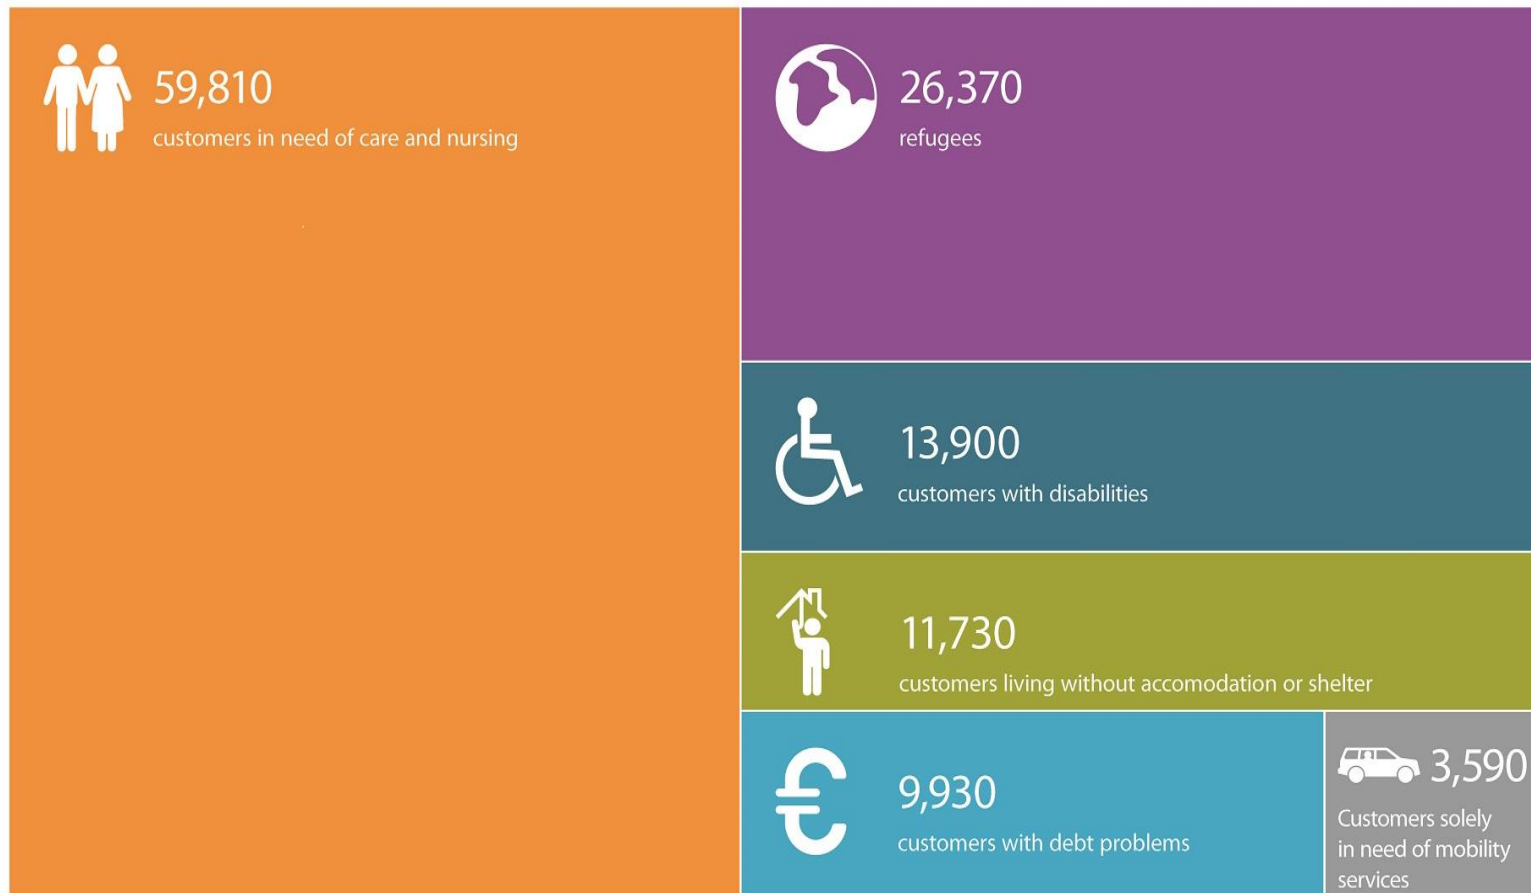 59,810
customers in need of care and nursing
26,370
refugees
13,900
customers with disabilities
11,730
customers living without accomodation or shelter
9,930
customers with debt problems
3,590
Customers solely
in need of mobility
services